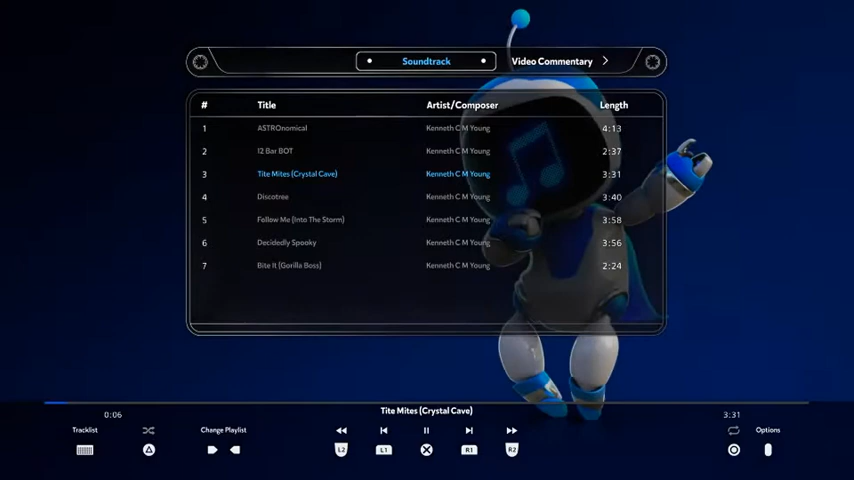 Soundtrack Video Commentary
# Title Artist/Composer Length
1 ASTROnomical Kenneth C M Young 4:13
2 12 Bar BOT Kenneth C M Young 2:37
3 Tite Mites (Crystal Cave) Kenneth C M Young 3:31
4 Discotree Kenneth C M Young 3:40
5 Follow Me (Into The Storm) Kenneth C M Young 3:58
6 Decidedly Spooky Kenneth C M Young 3:56
7 Bite It (Gorilla Boss) Kenneth C M Young 2:24
0:06 Tite Mites (Crystal Cave) 3:31
Tracklist Change Playlist Options
L2 L1 R1 R2